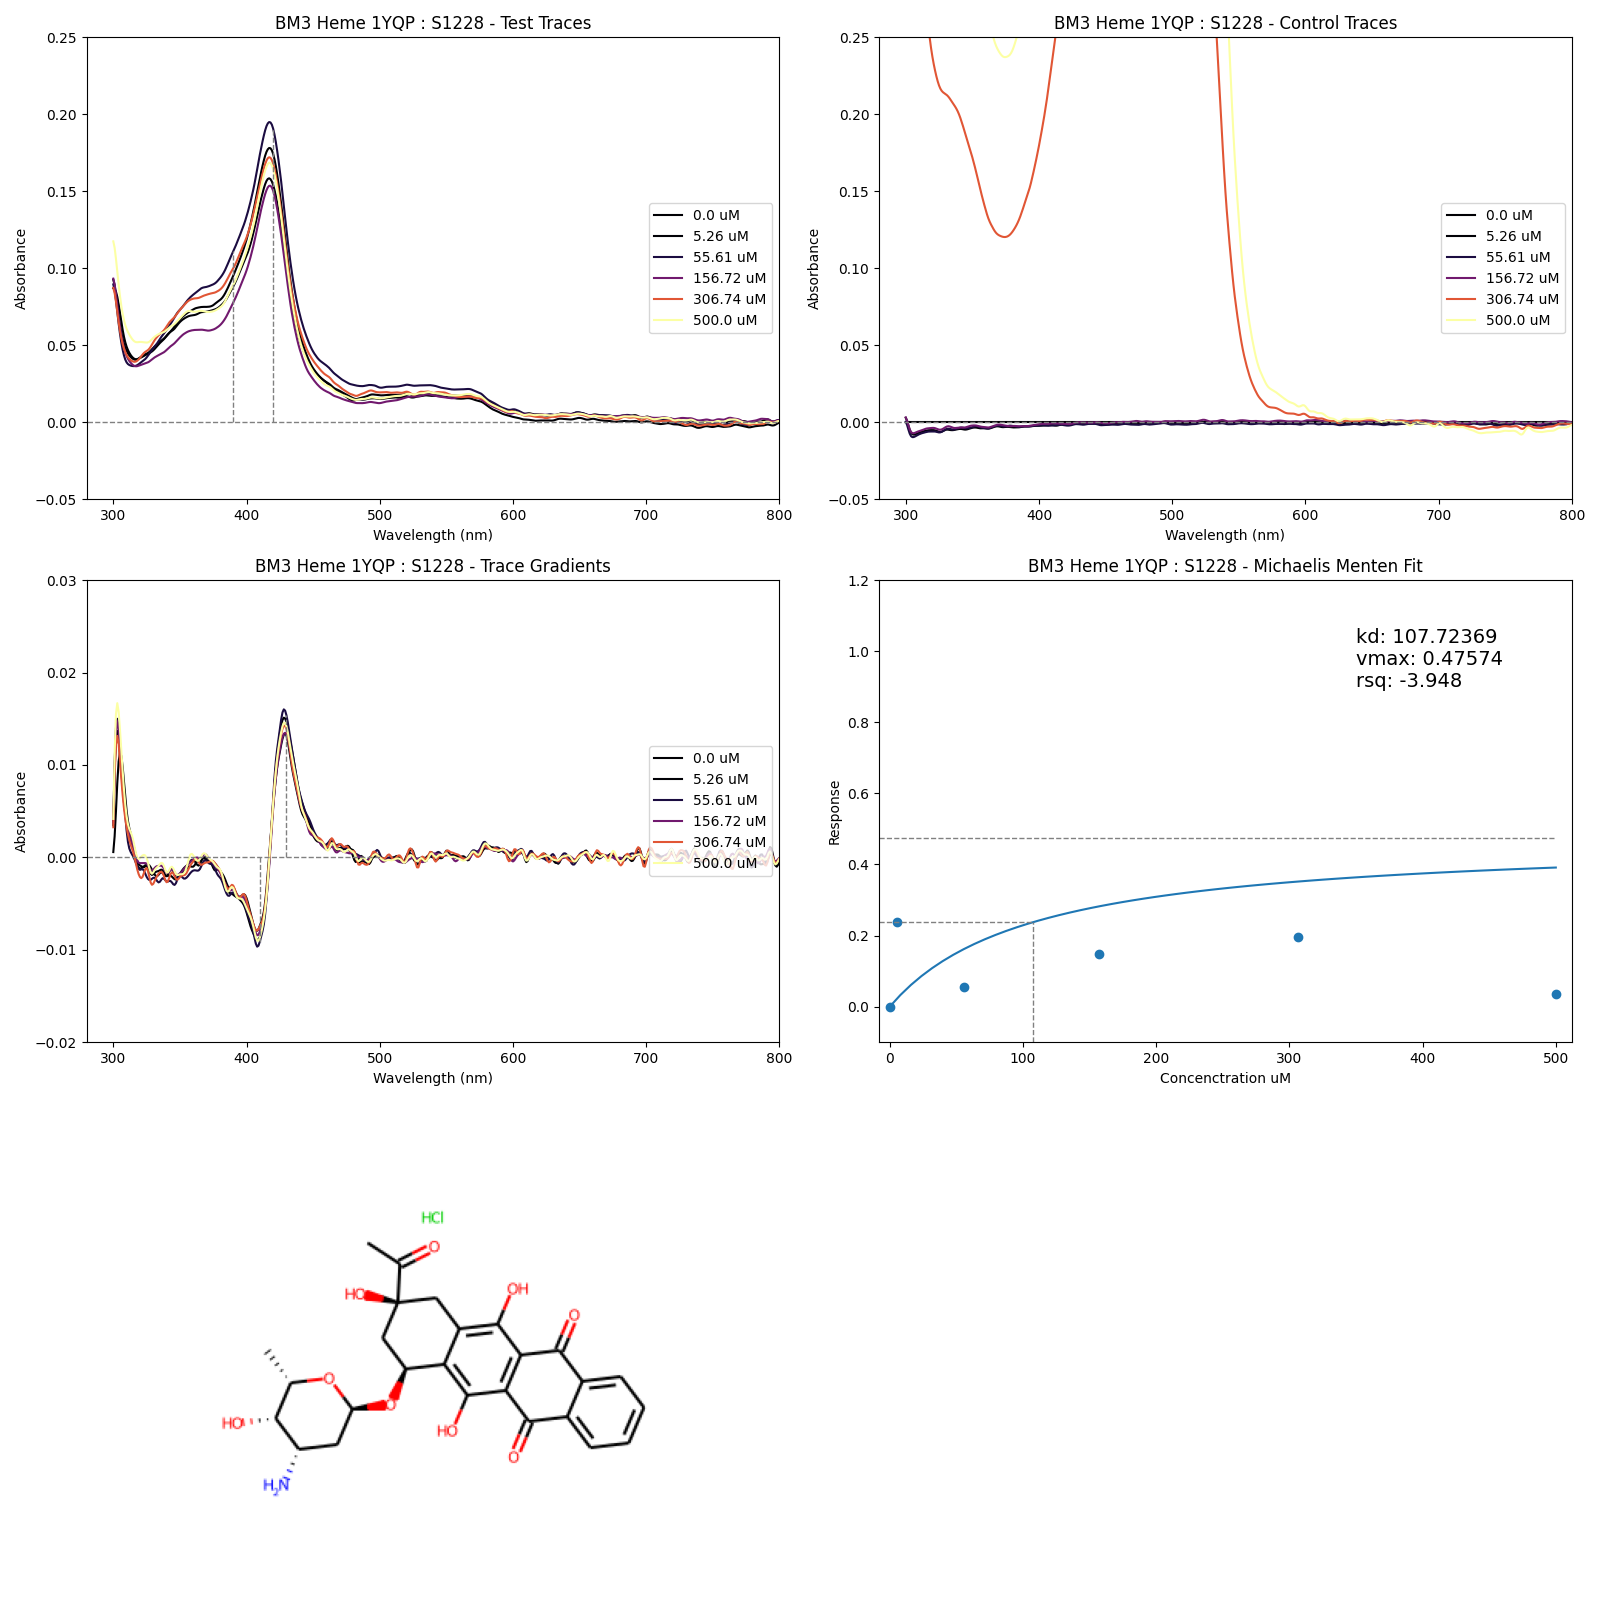 BM3 Heme 1YQP : S1228 - Test Traces
0.25
0.20
0.15
0.10
0.05
0.00
−0.05
Absorbance
300
400
500
600
700
800
Wavelength (nm)
0.0 uM
5.26 uM
55.61 uM
156.72 uM
306.74 uM
500.0 uM
BM3 Heme 1YQP : S1228 - Control Traces
0.25
0.20
0.15
0.10
0.05
0.00
−0.05
Absorbance
300
400
500
600
700
800
Wavelength (nm)
0.0 uM
5.26 uM
55.61 uM
156.72 uM
306.74 uM
500.0 uM
BM3 Heme 1YQP : S1228 - Trace Gradients
0.03
0.02
0.01
0.00
−0.01
−0.02
Absorbance
300
400
500
600
700
800
Wavelength (nm)
0.0 uM
5.26 uM
55.61 uM
156.72 uM
306.74 uM
500.0 uM
BM3 Heme 1YQP : S1228 - Michaelis Menten Fit
kd: 107.72369
vmax: 0.47574
rsq: -3.948
1.2
1.0
0.8
0.6
0.4
0.2
0.0
Response
0
100
200
300
400
500
Concenctration uM
HCl
O
HO
OH
O
O
HO
O
HO
O
H2N